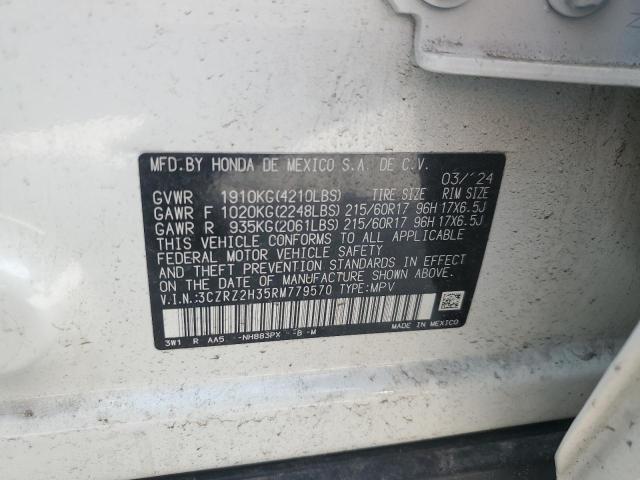 MFD.BY HONDA DE MEXICO S.A. DE C.V.
03/'24
GVWR 1910KG(4210LBS) TIRE SIZE RIM SIZE
GAWR F 1020KG(2248LBS) 215/60R17 96H 17X6.5J
GAWR R 935KG(2061LBS) 215/60R17 96H 17X6.5J
THIS VEHICLE CONFORMS TO ALL APPLICABLE
FEDERAL MOTOR VEHICLE SAFETY
AND THEFT PREVENTION STANDARDS IN EFFECT
ON THE DATE OF MANUFACTURE SHOWN ABOVE.
V.I.N.:3CZRZ2H35RM779570 TYPE:MPV
3W1 R AA5 --NH883PX --B -M
MADE IN MEXICO